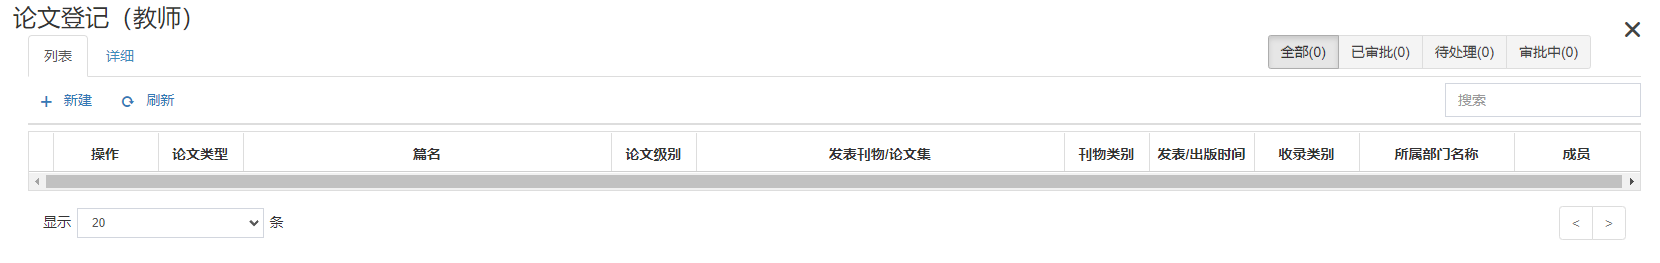 论文登记（教师）
列表 详细 全部(0) 已审批(0) 待处理(0) 审批中(0)
+ 新建 刷新 搜索
操作 论文类型 篇名 论文级别 发表刊物/论文集 刊物类别 发表/出版时间 收录类别 所属部门名称 成员
显示 20 条 < >